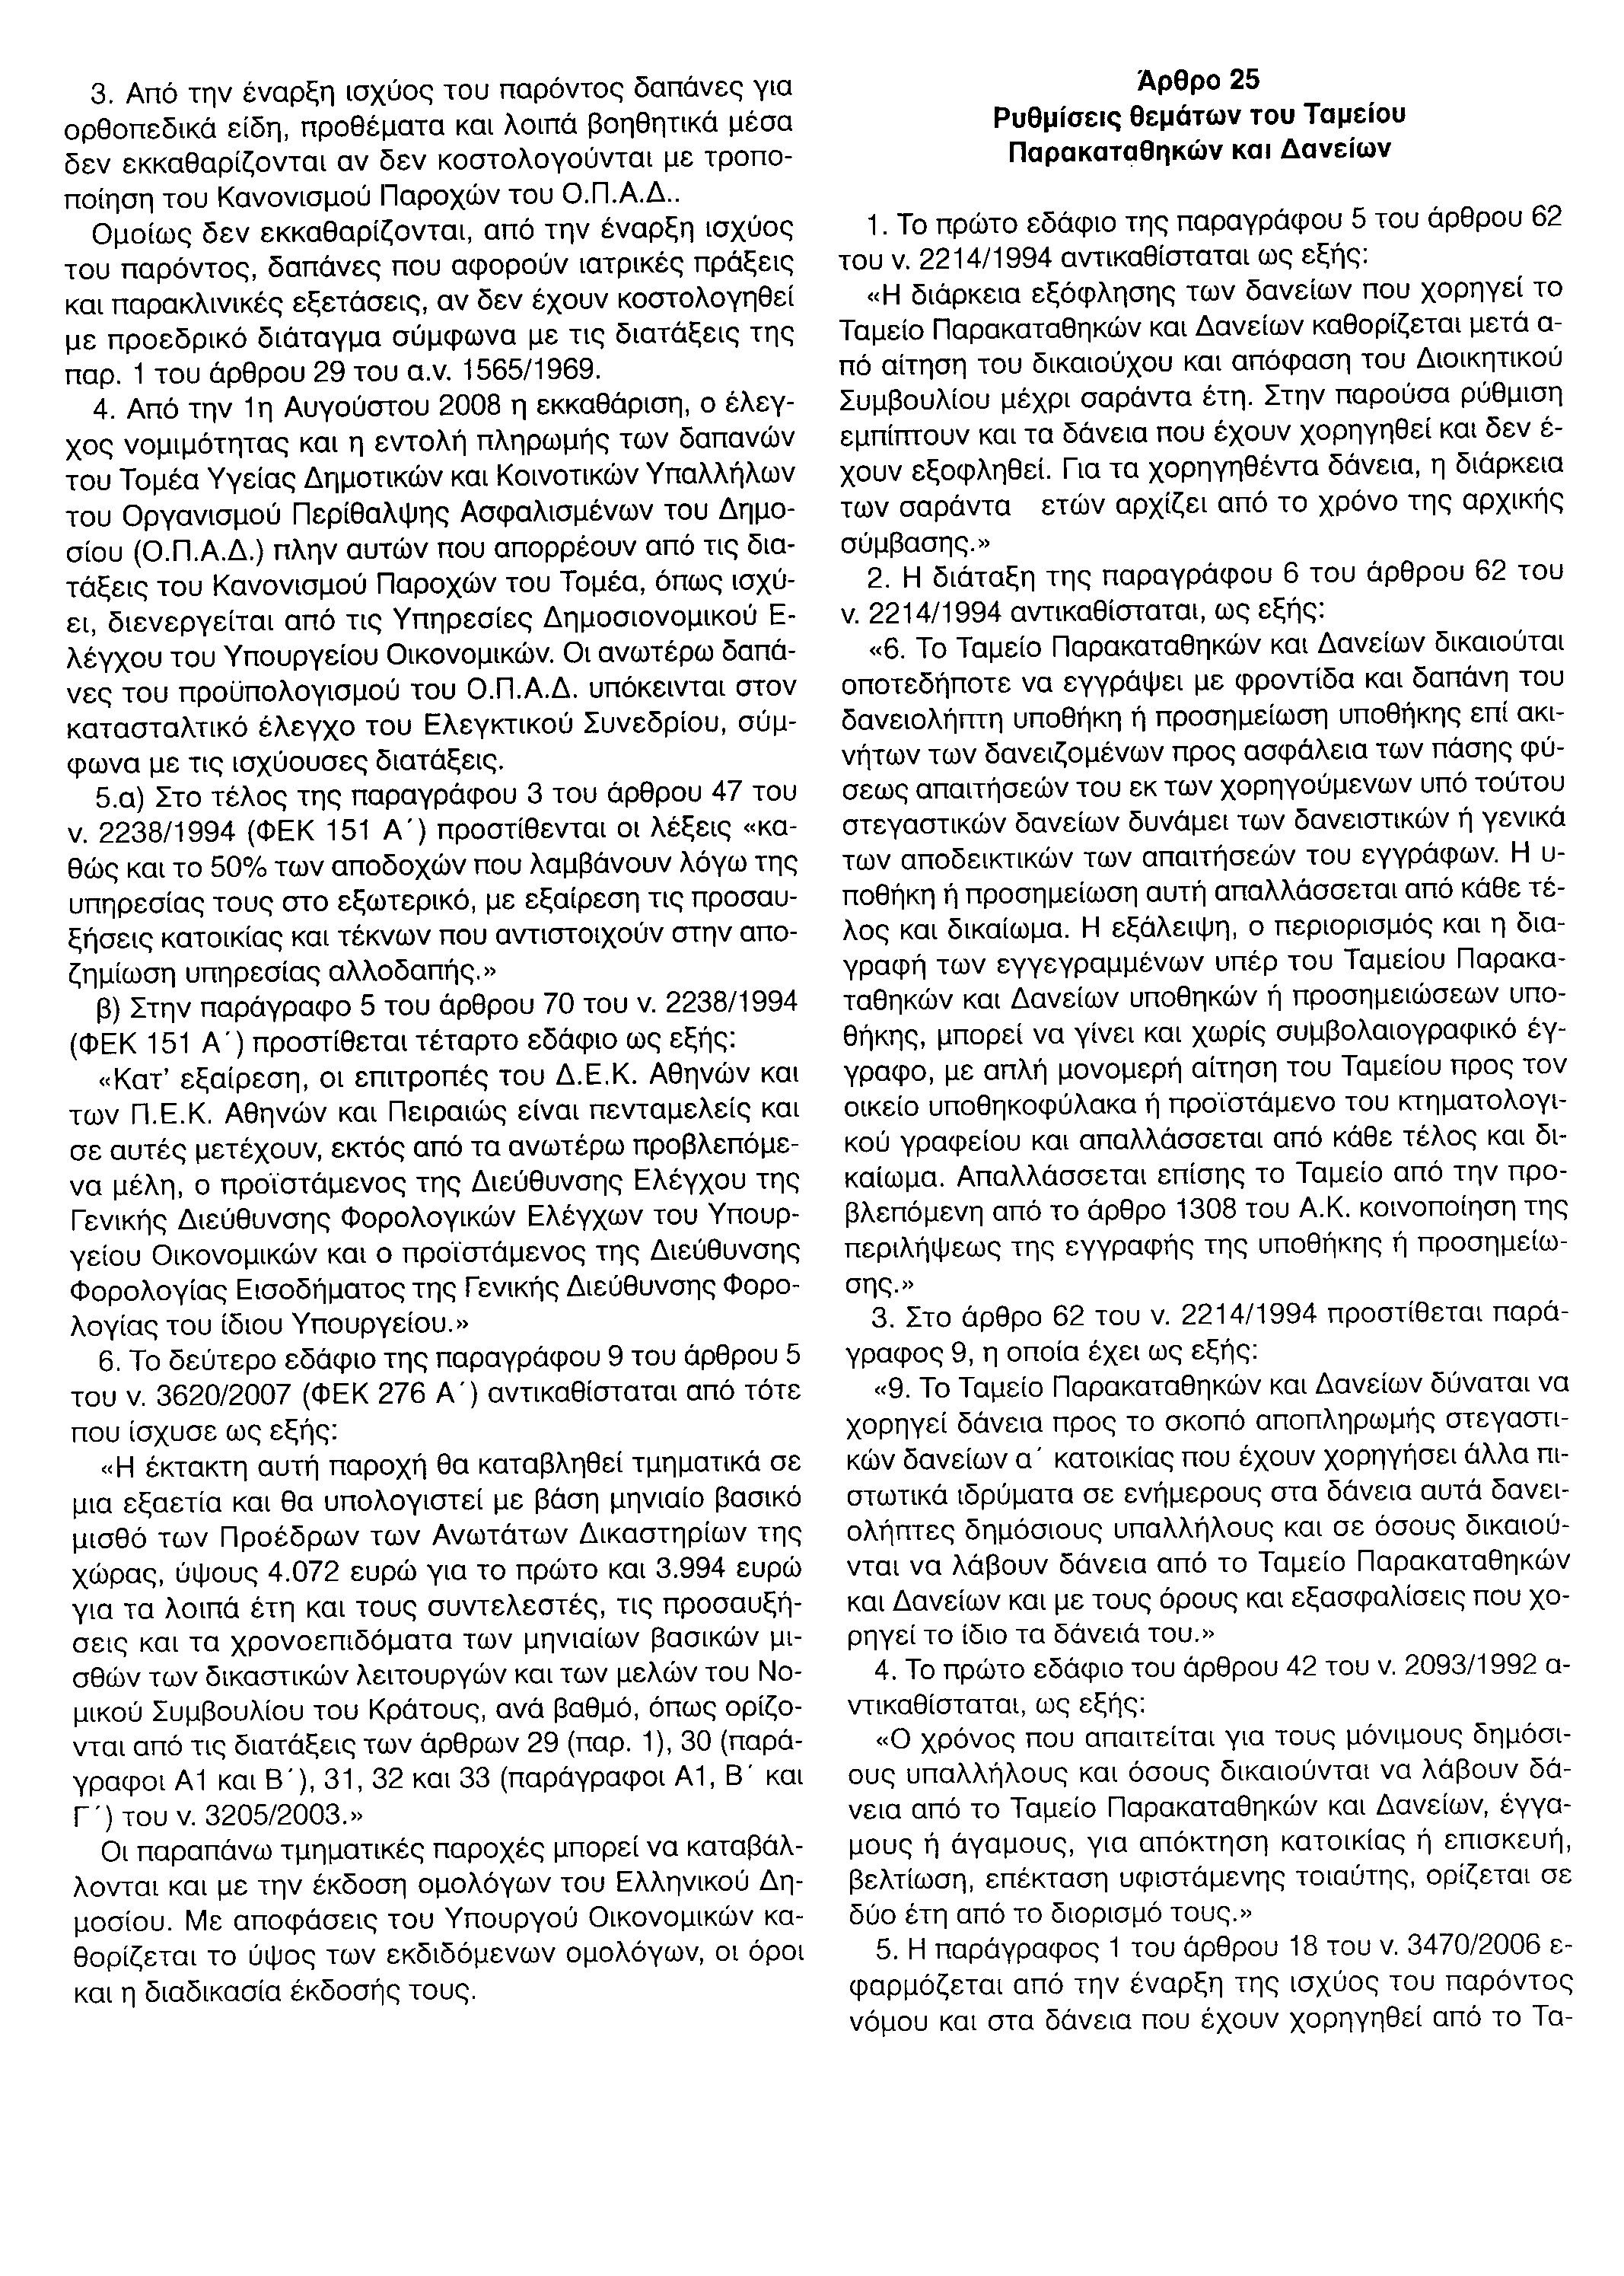 3. Από την έναρξη ισχύος του παρόντος δαπάνες για
ορθοπεδικά είδη, προθέματα και λοιπά βοηθητικά μέσα
δεν εκκαθαρίζονται αν δεν κοστολογούνται με τροπο-
ποίηση του Κανονισμού Παροχών του Ο.Π.Α.Δ..
Ομοίως δεν εκκαθαρίζονται, από την έναρξη ισχύος
του παρόντος, δαπάνες που αφορούν ιατρικές πράξεις
και παρακλινικές εξετάσεις, αν δεν έχουν κοστολογηθεί
με προεδρικό διάταγμα σύμφωνα με τις διατάξεις της
παρ. 1 του άρθρου 29 του α.ν. 1565/1969.
4. Από την 1η Αυγούστου 2008 η εκκαθάριση, ο έλεγ-
χος νομιμότητας και η εντολή πληρωμής των δαπανών
του Τομέα Υγείας Δημοτικών και Κοινοτικών Υπαλλήλων
του Οργανισμού Περίθαλψης Ασφαλισμένων του Δημο-
σίου (Ο.Π.Α.Δ.) πλην αυτών που απορρέουν από τις δια-
τάξεις του Κανονισμού Παροχών του Τομέα, όπως ισχύ-
ει, διενεργείται από τις Υπηρεσίες Δημοσιονομικού Ε-
λέγχου του Υπουργείου Οικονομικών. Οι ανωτέρω δαπά-
νες του προϋπολογισμού του Ο.Π.Α.Δ. υπόκεινται στον
κατασταλτικό έλεγχο του Ελεγκτικού Συνεδρίου, σύμ-
φωνα με τις ισχύουσες διατάξεις.
5.α) Στο τέλος της παραγράφου 3 του άρθρου 47 του
ν. 2238/1994 (ΦΕΚ 151 Α΄) προστίθενται οι λέξεις «κα-
θώς και το 50% των αποδοχών που λαμβάνουν λόγω της
υπηρεσίας τους στο εξωτερικό, με εξαίρεση τις προσαυ-
ξήσεις κατοικίας και τέκνων που αντιστοιχούν στην απο-
ζημίωση υπηρεσίας αλλοδαπής.»
β) Στην παράγραφο 5 του άρθρου 70 του ν. 2238/1994
(ΦΕΚ 151 Α΄) προστίθεται τέταρτο εδάφιο ως εξής:
«Κατ’ εξαίρεση, οι επιτροπές του Δ.Ε.Κ. Αθηνών και
των Π.Ε.Κ. Αθηνών και Πειραιώς είναι πενταμελείς και
σε αυτές μετέχουν, εκτός από τα ανωτέρω προβλεπόμε-
να μέλη, ο προϊστάμενος της Διεύθυνσης Ελέγχου της
Γενικής Διεύθυνσης Φορολογικών Ελέγχων του Υπουρ-
γείου Οικονομικών και ο προϊστάμενος της Διεύθυνσης
Φορολογίας Εισοδήματος της Γενικής Διεύθυνσης Φορο-
λογίας του ίδιου Υπουργείου.»
6. Το δεύτερο εδάφιο της παραγράφου 9 του άρθρου 5
του ν. 3620/2007 (ΦΕΚ 276 Α΄) αντικαθίσταται από τότε
που ίσχυσε ως εξής:
«Η έκτακτη αυτή παροχή θα καταβληθεί τμηματικά σε
μια εξαετία και θα υπολογιστεί με βάση μηνιαίο βασικό
μισθό των Προέδρων των Ανωτάτων Δικαστηρίων της
χώρας, ύψους 4.072 ευρώ για το πρώτο και 3.994 ευρώ
για τα λοιπά έτη και τους συντελεστές, τις προσαυξή-
σεις και τα χρονοεπιδόματα των μηνιαίων βασικών μι-
σθών των δικαστικών λειτουργών και των μελών του Νο-
μικού Συμβουλίου του Κράτους, ανά βαθμό, όπως ορίζο-
νται από τις διατάξεις των άρθρων 29 (παρ. 1), 30 (παρά-
γραφοι Α1 και Β΄), 31, 32 και 33 (παράγραφοι Α1, Β΄ και
Γ΄) του ν. 3205/2003.»
Οι παραπάνω τμηματικές παροχές μπορεί να καταβάλ-
λονται και με την έκδοση ομολόγων του Ελληνικού Δη-
μοσίου. Με αποφάσεις του Υπουργού Οικονομικών κα-
θορίζεται το ύψος των εκδιδόμενων ομολόγων, οι όροι
και η διαδικασία έκδοσής τους.
Άρθρο 25
Ρυθμίσεις θεμάτων του Ταμείου
Παρακαταθηκών και Δανείων
1. Το πρώτο εδάφιο της παραγράφου 5 του άρθρου 62
του ν. 2214/1994 αντικαθίσταται ως εξής:
«Η διάρκεια εξόφλησης των δανείων που χορηγεί το
Ταμείο Παρακαταθηκών και Δανείων καθορίζεται μετά α-
πό αίτηση του δικαιούχου και απόφαση του Διοικητικού
Συμβουλίου μέχρι σαράντα έτη. Στην παρούσα ρύθμιση
εμπίπτουν και τα δάνεια που έχουν χορηγηθεί και δεν έ-
χουν εξοφληθεί. Για τα χορηγηθέντα δάνεια, η διάρκεια
των σαράντα ετών αρχίζει από το χρόνο της αρχικής
σύμβασης.»
2. Η διάταξη της παραγράφου 6 του άρθρου 62 του
ν. 2214/1994 αντικαθίσταται, ως εξής:
«6. Το Ταμείο Παρακαταθηκών και Δανείων δικαιούται
οποτεδήποτε να εγγράψει με φροντίδα και δαπάνη του
δανειολήπτη υποθήκη ή προσημείωση υποθήκης επί ακι-
νήτων των δανειζομένων προς ασφάλεια των πάσης φύ-
σεως απαιτήσεών του εκ των χορηγούμενων υπό τούτου
στεγαστικών δανείων δυνάμει των δανειστικών ή γενικά
των αποδεικτικών των απαιτήσεών του εγγράφων. Η υ-
ποθήκη ή προσημείωση αυτή απαλλάσσεται από κάθε τέ-
λος και δικαίωμα. Η εξάλειψη, ο περιορισμός και η δια-
γραφή των εγγεγραμμένων υπέρ του Ταμείου Παρακα-
ταθηκών και Δανείων υποθηκών ή προσημειώσεων υπο-
θήκης, μπορεί να γίνει και χωρίς συμβολαιογραφικό έγ-
γραφο, με απλή μονομερή αίτηση του Ταμείου προς τον
οικείο υποθηκοφύλακα ή προϊστάμενο του κτηματολογι-
κού γραφείου και απαλλάσσεται από κάθε τέλος και δι-
καίωμα. Απαλλάσσεται επίσης το Ταμείο από την προ-
βλεπόμενη από το άρθρο 1308 του Α.Κ. κοινοποίηση της
περιλήψεως της εγγραφής της υποθήκης ή προσημείω-
σης.»
3. Στο άρθρο 62 του ν. 2214/1994 προστίθεται παρά-
γραφος 9, η οποία έχει ως εξής:
«9. Το Ταμείο Παρακαταθηκών και Δανείων δύναται να
χορηγεί δάνεια προς το σκοπό αποπληρωμής στεγαστι-
κών δανείων α΄ κατοικίας που έχουν χορηγήσει άλλα πι-
στωτικά ιδρύματα σε ενήμερους στα δάνεια αυτά δανει-
ολήπτες δημόσιους υπαλλήλους και σε όσους δικαιού-
νται να λάβουν δάνεια από το Ταμείο Παρακαταθηκών
και Δανείων και με τους όρους και εξασφαλίσεις που χο-
ρηγεί το ίδιο τα δάνειά του.»
4. Το πρώτο εδάφιο του άρθρου 42 του ν. 2093/1992 α-
ντικαθίσταται, ως εξής:
«Ο χρόνος που απαιτείται για τους μόνιμους δημόσι-
ους υπαλλήλους και όσους δικαιούνται να λάβουν δά-
νεια από το Ταμείο Παρακαταθηκών και Δανείων, έγγα-
μους ή άγαμους, για απόκτηση κατοικίας ή επισκευή,
βελτίωση, επέκταση υφιστάμενης τοιαύτης, ορίζεται σε
δύο έτη από το διορισμό τους.»
5. Η παράγραφος 1 του άρθρου 18 του ν. 3470/2006 ε-
φαρμόζεται από την έναρξη της ισχύος του παρόντος
νόμου και στα δάνεια που έχουν χορηγηθεί από το Τα-